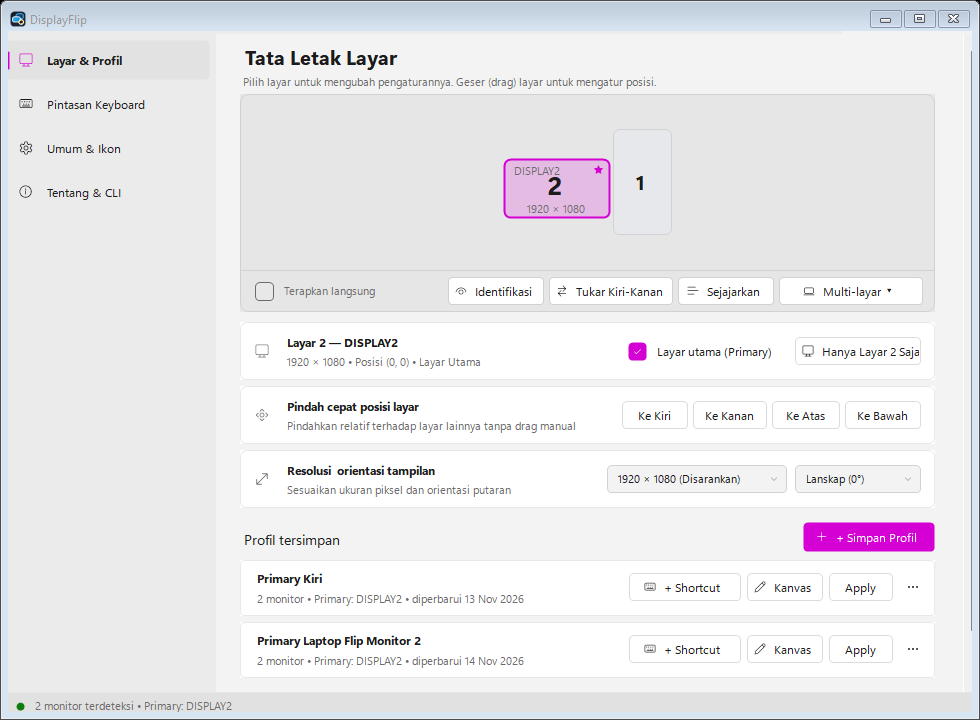 DisplayFlip
Layar & Profil
Pintasan Keyboard
Umum & Ikon
Tentang & CLI
Tata Letak Layar
Pilih layar untuk mengubah pengaturannya. Geser (drag) layar untuk mengatur posisi.
DISPLAY2
2
1920 × 1080
1
Terapkan langsung
Identifikasi
Tukar Kiri-Kanan
Sejajarkan
Multi-layar
Layar 2 — DISPLAY2
1920 × 1080 • Posisi (0, 0) • Layar Utama
Layar utama (Primary)
Hanya Layar 2 Saja
Pindah cepat posisi layar
Pindahkan relatif terhadap layar lainnya tanpa drag manual
Ke Kiri
Ke Kanan
Ke Atas
Ke Bawah
Resolusi  orientasi tampilan
Sesuaikan ukuran piksel dan orientasi putaran
1920 × 1080 (Disarankan)
Lanskap (0°)
Profil tersimpan
+ Simpan Profil
Primary Kiri
2 monitor • Primary: DISPLAY2 • diperbarui 13 Nov 2026
+ Shortcut
Kanvas
Apply
Primary Laptop Flip Monitor 2
2 monitor • Primary: DISPLAY2 • diperbarui 14 Nov 2026
+ Shortcut
Kanvas
Apply
2 monitor terdeteksi • Primary: DISPLAY2